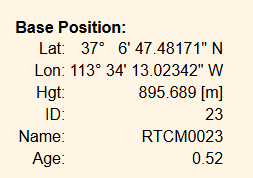 Base Position:
Lat: 37° 6' 47.48171" N
Lon: 113° 34' 13.02342" W
Hgt: 895.689 [m]
ID: 23
Name: RTCM0023
Age: 0.52